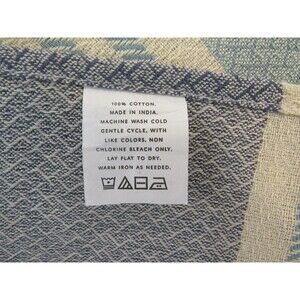 100% COTTON.
MADE IN INDIA.
MACHINE WASH COLD
GENTLE CYCLE, WITH
LIKE COLORS. NON
CHLORINE BLEACH ONLY.
LAY FLAT TO DRY.
WARM IRON AS NEEDED.